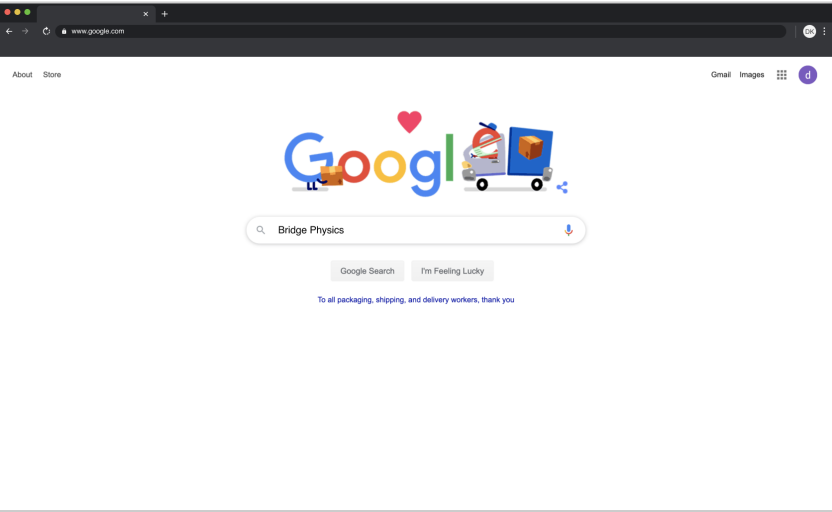 www.google.com
DK
About Store
Gmail Images d
Google
Bridge Physics
Google Search I'm Feeling Lucky
To all packaging, shipping, and delivery workers, thank you